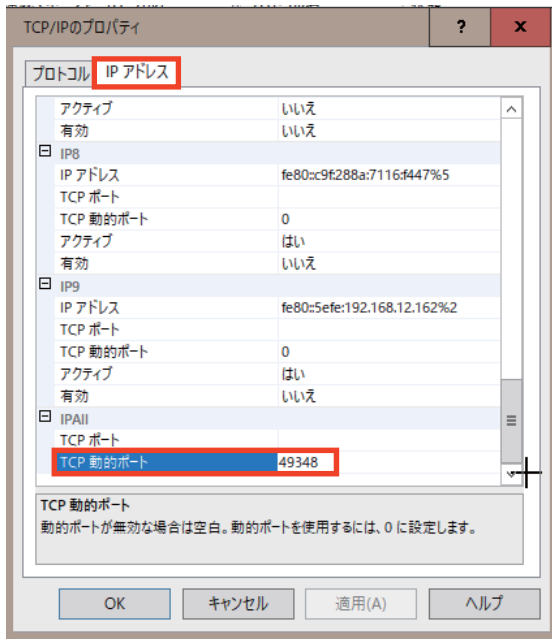 TCP/IPのプロパティ ? x
プロトコル IP アドレス
アクティブ いいえ
有効 いいえ
IP8
IP アドレス fe80::c9f:288a:7116:f447%5
TCP ポート
TCP 動的ポート 0
アクティブ はい
有効 いいえ
IP9
IP アドレス fe80::5efe:192.168.12.162%2
TCP ポート
TCP 動的ポート 0
アクティブ はい
有効 いいえ
IPAll
TCP ポート
TCP 動的ポート 49348
TCP 動的ポート
動的ポートが無効な場合は空白。動的ポートを使用するには、0 に設定します。
OK キャンセル 適用(A) ヘルプ